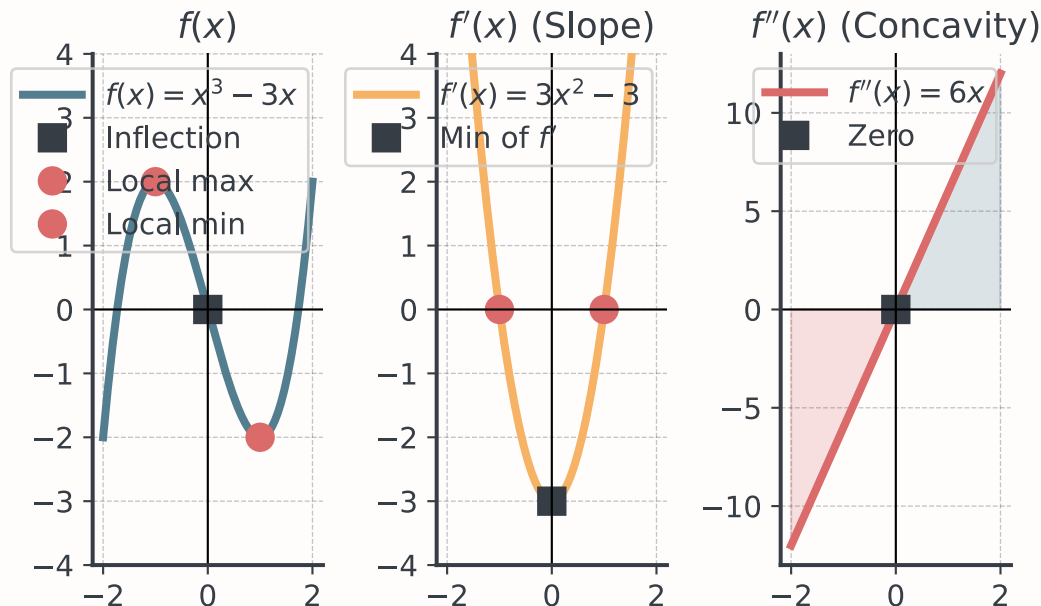 f(x)
f(x) = x³ − 3x
Inflection
Local max
Local min
4
3
2
1
0
−1
−2
−3
−4
−2
0
2
f′(x) (Slope)
f′(x) = 3x² − 3
Min of f′
4
3
2
1
0
−1
−2
−3
−4
−2
0
2
f″(x) (Concavity)
f″(x) = 6x
Zero
10
5
0
−5
−10
−2
0
2